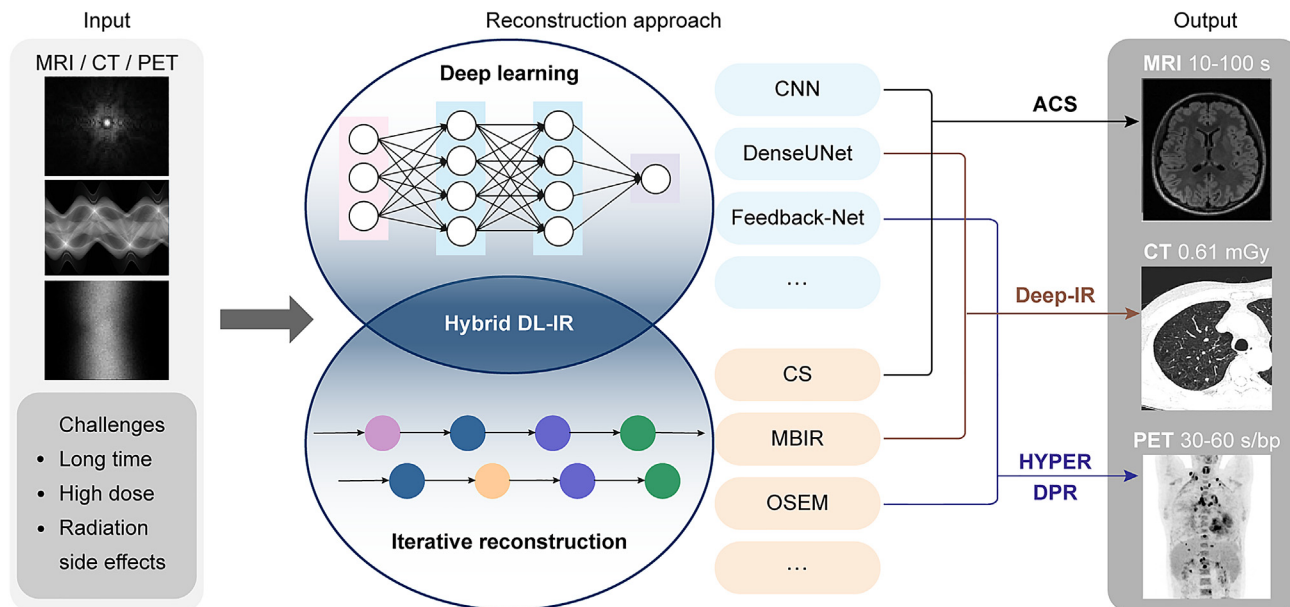 Input
Reconstruction approach
Output
MRI / CT / PET
Challenges
• Long time
• High dose
• Radiation
side effects
Deep learning
Hybrid DL-IR
Iterative reconstruction
CNN
DenseUNet
Feedback-Net
...
CS
MBIR
OSEM
...
ACS
Deep-IR
HYPER
DPR
MRI 10-100 s
CT 0.61 mGy
PET 30-60 s/bp